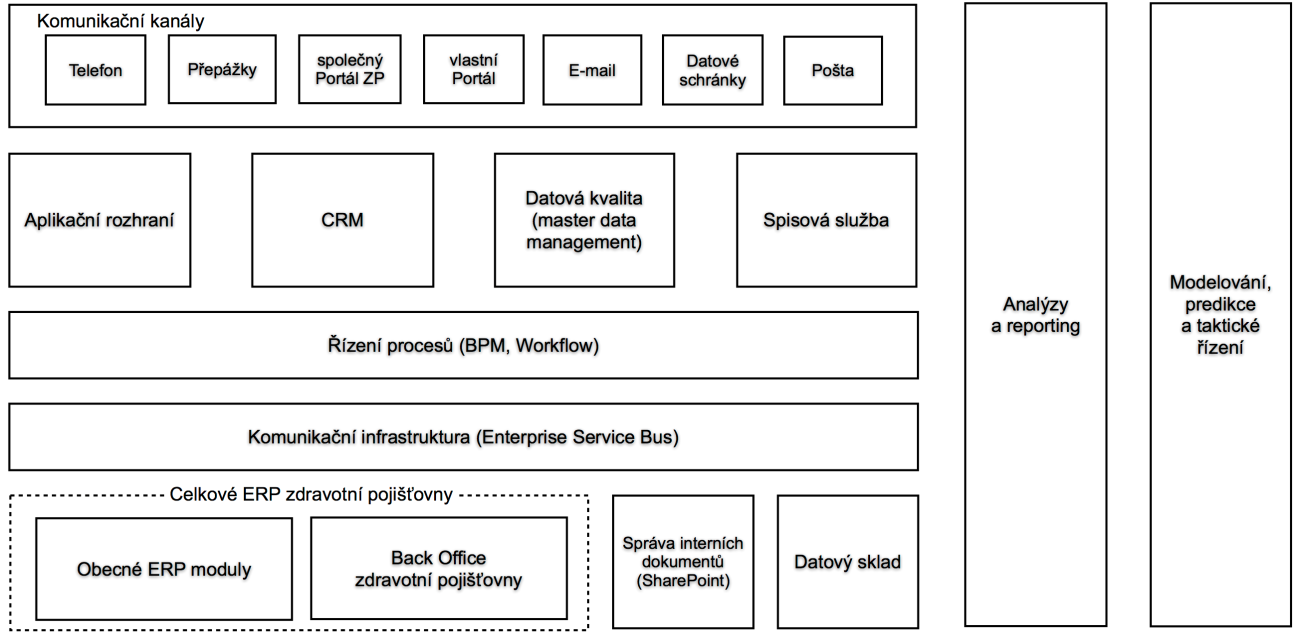 Komunikační kanály
Telefon
Přepážky
společný
Portál ZP
vlastní
Portál
E-mail
Datové
schránky
Pošta
Aplikační rozhraní
CRM
Datová kvalita
(master data
management)
Spisová služba
Řízení procesů (BPM, Workflow)
Komunikační infrastruktura (Enterprise Service Bus)
Celkové ERP zdravotní pojišťovny
Obecné ERP moduly
Back Office
zdravotní pojišťovny
Správa interních
dokumentů
(SharePoint)
Datový sklad
Analýzy
a reporting
Modelování,
predikce
a taktické
řízení